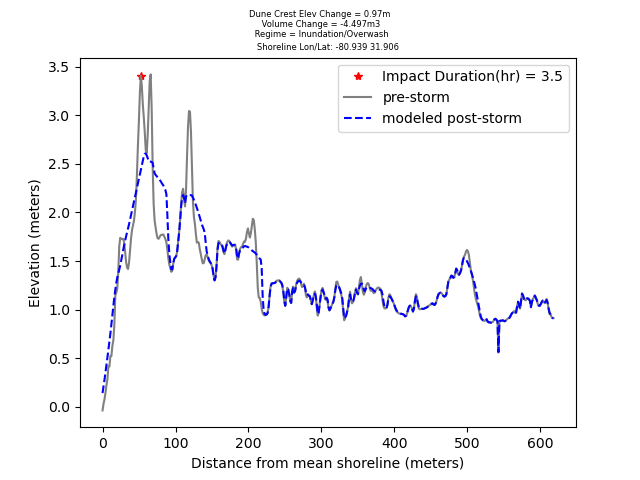 Dune Crest Elev Change = 0.97m
Volume Change = -4.497m3
Regime = Inundation/Overwash
Shoreline Lon/Lat: -80.939 31.906
Impact Duration(hr) = 3.5
pre-storm
modeled post-storm
3.5
3.0
2.5
2.0
1.5
1.0
0.5
0.0
Elevation (meters)
0 100 200 300 400 500 600
Distance from mean shoreline (meters)